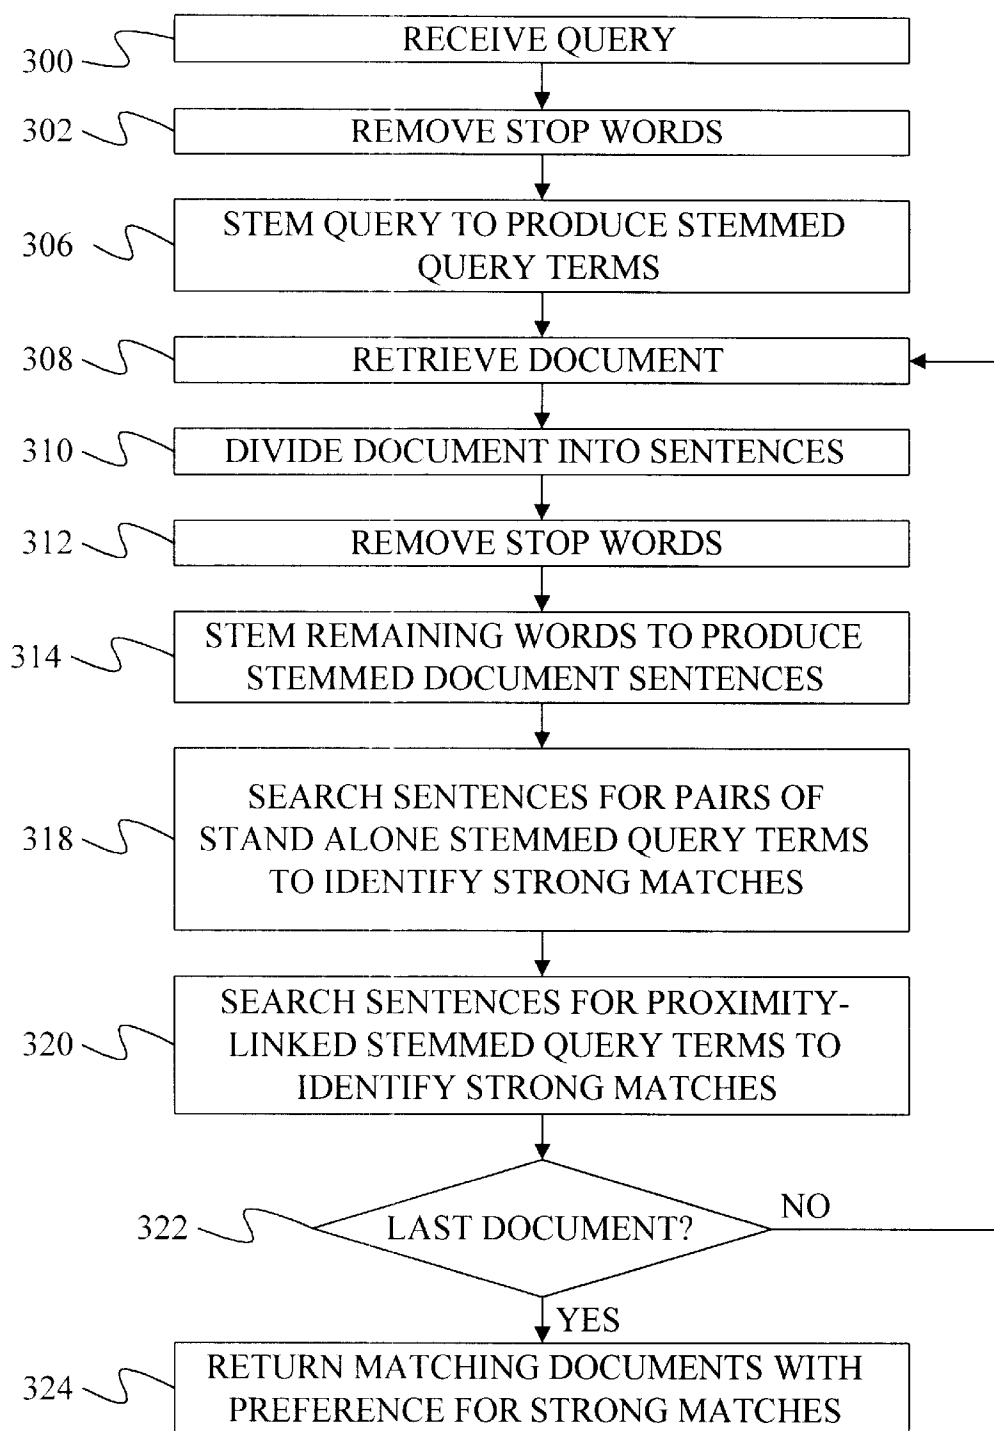 300
RECEIVE QUERY
302
REMOVE STOP WORDS
306
STEM QUERY TO PRODUCE STEMMED
QUERY TERMS
308
RETRIEVE DOCUMENT
310
DIVIDE DOCUMENT INTO SENTENCES
312
REMOVE STOP WORDS
314
STEM REMAINING WORDS TO PRODUCE
STEMMED DOCUMENT SENTENCES
318
SEARCH SENTENCES FOR PAIRS OF
STAND ALONE STEMMED QUERY TERMS
TO IDENTIFY STRONG MATCHES
320
SEARCH SENTENCES FOR PROXIMITY-
LINKED STEMMED QUERY TERMS TO
IDENTIFY STRONG MATCHES
322
LAST DOCUMENT?
NO
YES
324
RETURN MATCHING DOCUMENTS WITH
PREFERENCE FOR STRONG MATCHES